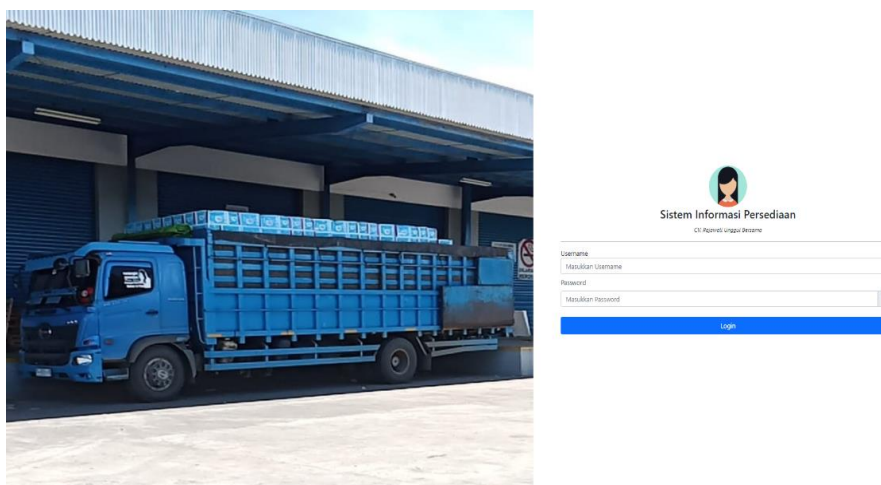 Sistem Informasi Persediaan
Username
Masukkan Username
Password
Masukkan Password
Login